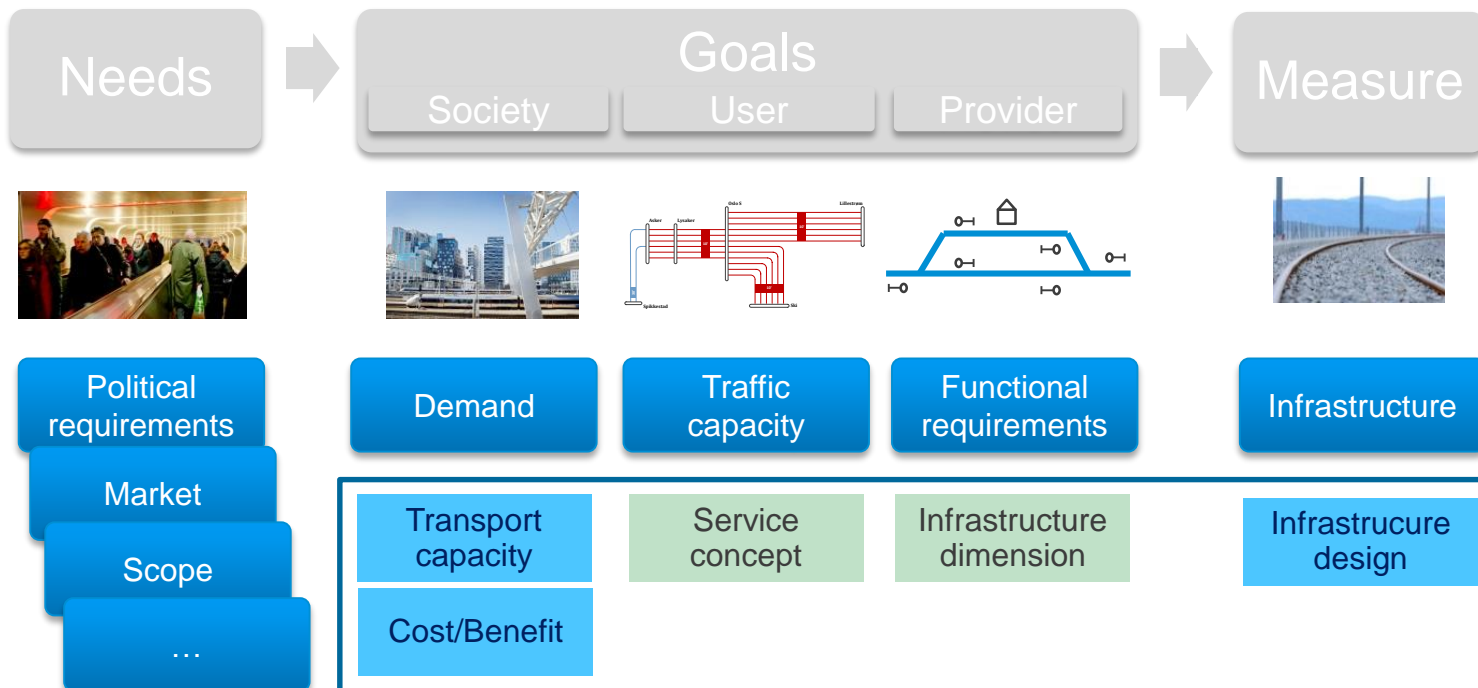 Needs
Goals
Society
User
Provider
Measure
Oslo S
Lillestrøm
Asker
Lysaker
Spikkestad
Ski
Political
requirements
Market
Scope
…
Demand
Traffic
capacity
Functional
requirements
Infrastructure
Transport
capacity
Service
concept
Infrastructure
dimension
Infrastrucure
design
Cost/Benefit